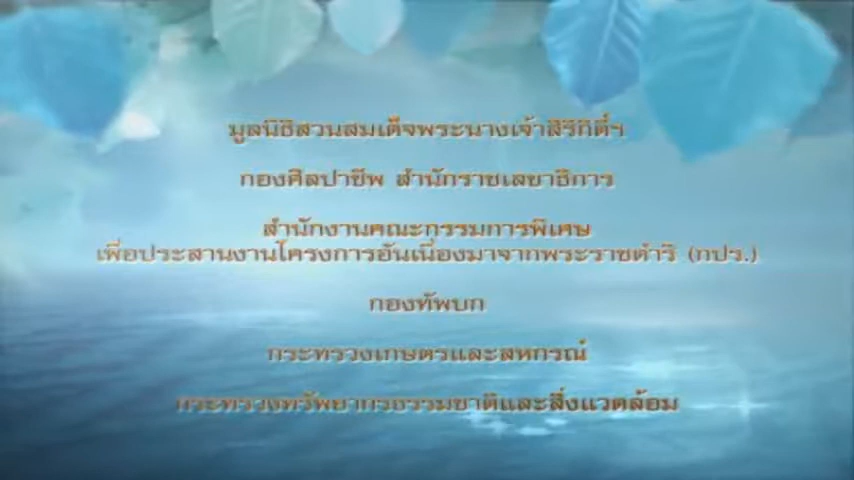 มูลนิธิสวนสมเด็จพระนางเจ้าสิริกิติ์ฯ
กองศิลปาชีพ สำนักราชเลขาธิการ
สำนักงานคณะกรรมการพิเศษ
เพื่อประสานงานโครงการอันเนื่องมาจากพระราชดำริ (กปร.)
กองทัพบก
กระทรวงเกษตรและสหกรณ์
กระทรวงทรัพยากรธรรมชาติและสิ่งแวดล้อม